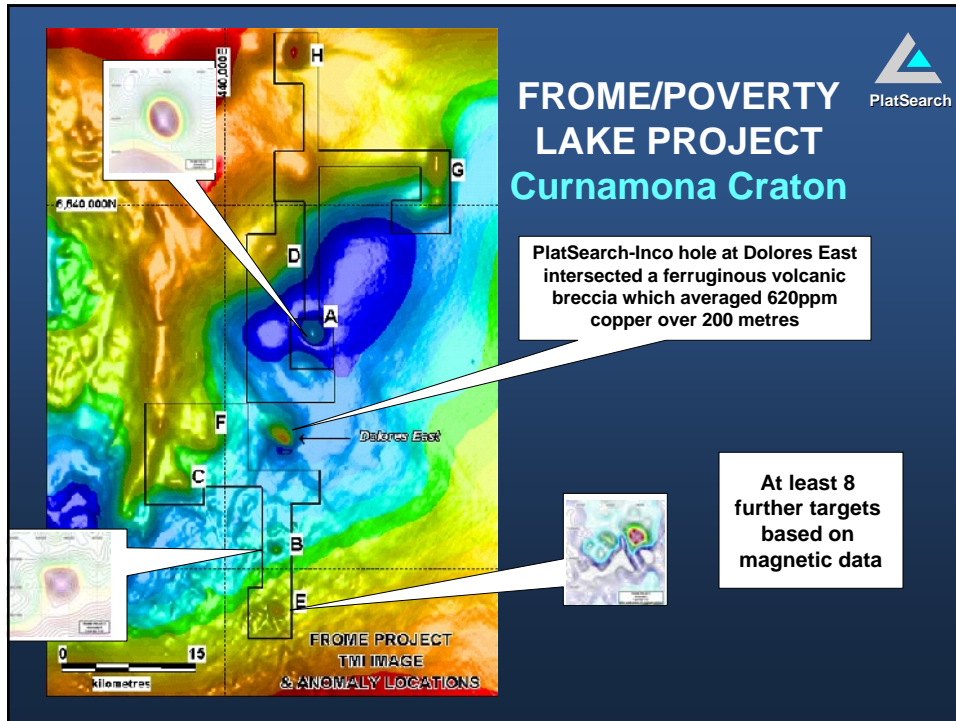 FROME/POVERTY
LAKE PROJECT
Curnamona Craton
PlatSearch
PlatSearch-Inco hole at Dolores East
intersected a ferruginous volcanic
breccia which averaged 620ppm
copper over 200 metres
At least 8
further targets
based on
magnetic data
H
G
6,640,000N
D
A
F
Dolores East
C
B
E
FROME PROJECT
TMI IMAGE
& ANOMALY LOCATIONS
0 15
kilometres